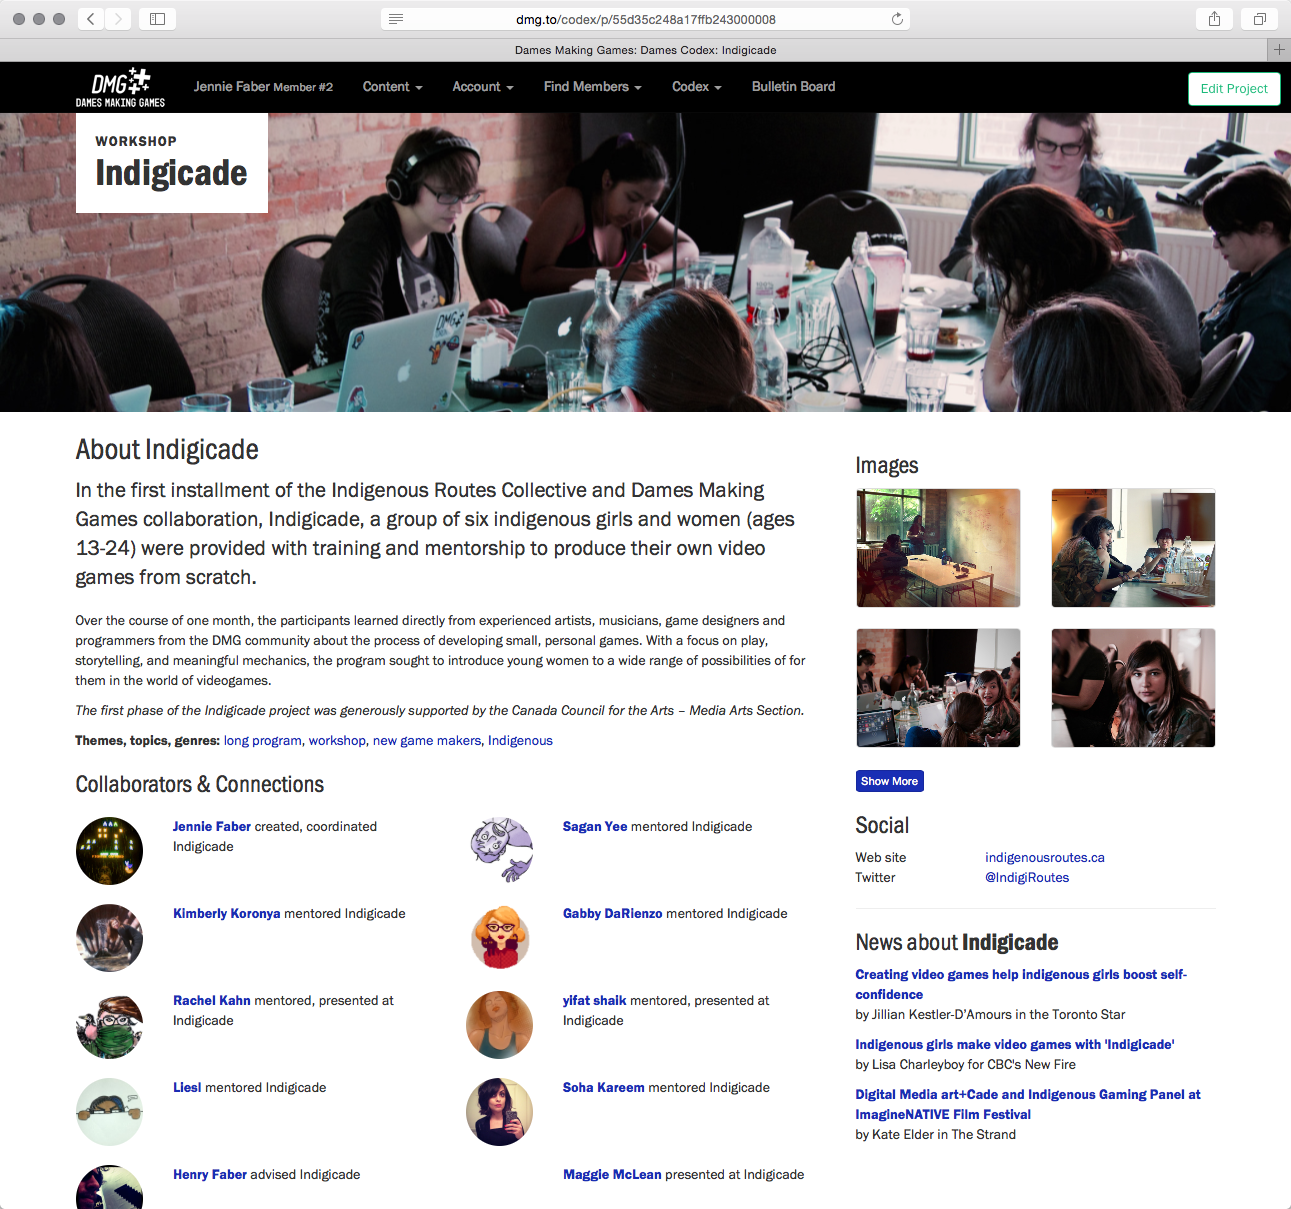 dmg.to/codex/p/55d35c248a17ffb243000008
Dames Making Games: Dames Codex: Indigicade
DMG
DAMES MAKING GAMES
Jennie Faber Member #2
Content
Account
Find Members
Codex
Bulletin Board
Edit Project
WORKSHOP
Indigicade
DMG
About Indigicade
In the first installment of the Indigenous Routes Collective and Dames Making
Games collaboration, Indigicade, a group of six indigenous girls and women (ages
13-24) were provided with training and mentorship to produce their own video
games from scratch.
Over the course of one month, the participants learned directly from experienced artists, musicians, game designers and
programmers from the DMG community about the process of developing small, personal games. With a focus on play,
storytelling, and meaningful mechanics, the program sought to introduce young women to a wide range of possibilities of for
them in the world of videogames.
The first phase of the Indigicade project was generously supported by the Canada Council for the Arts – Media Arts Section.
Themes, topics, genres: long program, workshop, new game makers, Indigenous
Collaborators & Connections
Jennie Faber created, coordinated
Indigicade
Sagan Yee mentored Indigicade
Kimberly Koronya mentored Indigicade
Gabby DaRienzo mentored Indigicade
Rachel Kahn mentored, presented at
Indigicade
yifat shaik mentored, presented at
Indigicade
Liesl mentored Indigicade
Soha Kareem mentored Indigicade
Henry Faber advised Indigicade
Maggie McLean presented at Indigicade
Images
Show More
Social
Web site indigenousroutes.ca
Twitter @IndigiRoutes
News about Indigicade
Creating video games help indigenous girls boost self-
confidence
by Jillian Kestler-D'Amours in the Toronto Star
Indigenous girls make video games with 'Indigicade'
by Lisa Charleyboy for CBC's New Fire
Digital Media art+Cade and Indigenous Gaming Panel at
ImagineNATIVE Film Festival
by Kate Elder in The Strand